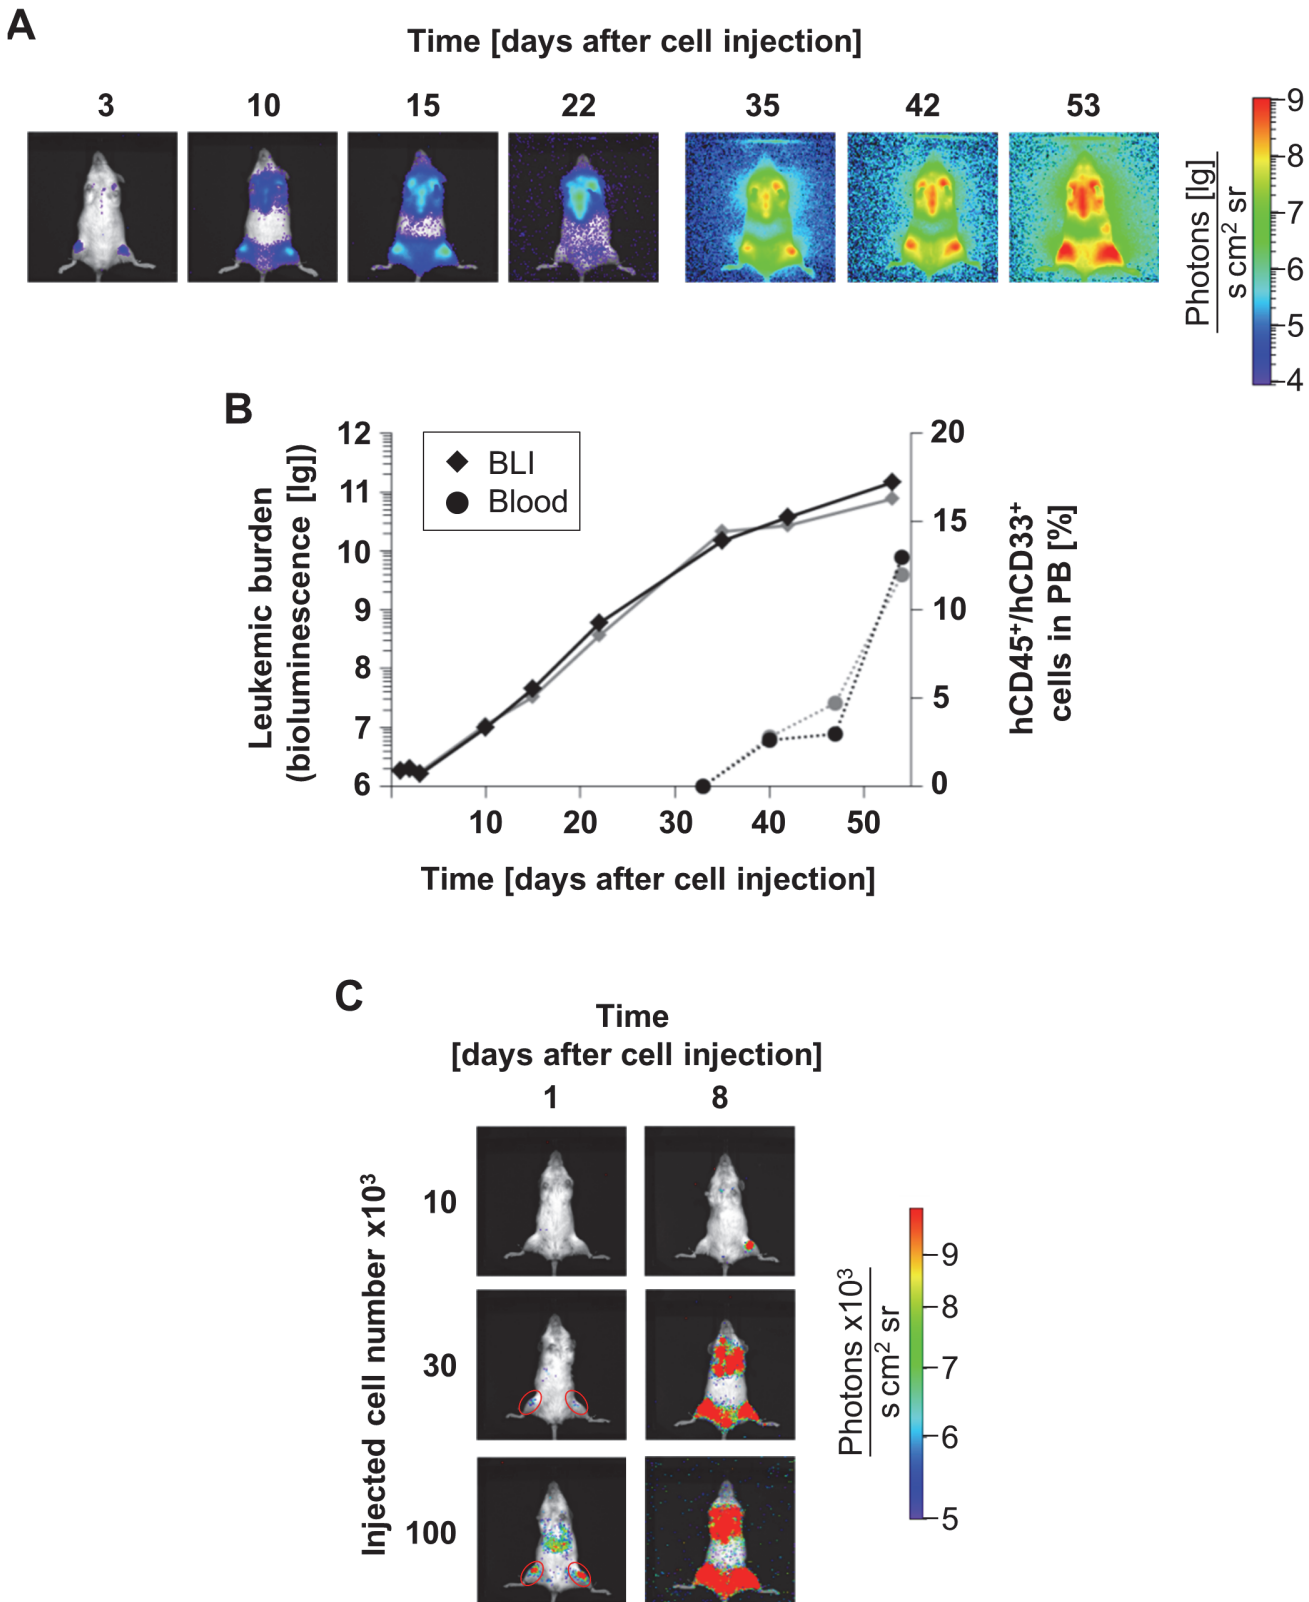 A
Time [days after cell injection]
3 10 15 22 35 42 53
9
8
7
6
5
4
Photons [lg]
s cm² sr
B
12
11
10
9
8
7
6
Leukemic burden
(bioluminescence [lg])
BLI
Blood
20
15
10
5
0
hCD45⁺/hCD33⁺
cells in PB [%]
10 20 30 40 50
Time [days after cell injection]
C
Time
[days after cell injection]
1 8
Injected cell number x10³
10
30
100
9
8
7
6
5
Photons x10³
s cm² sr